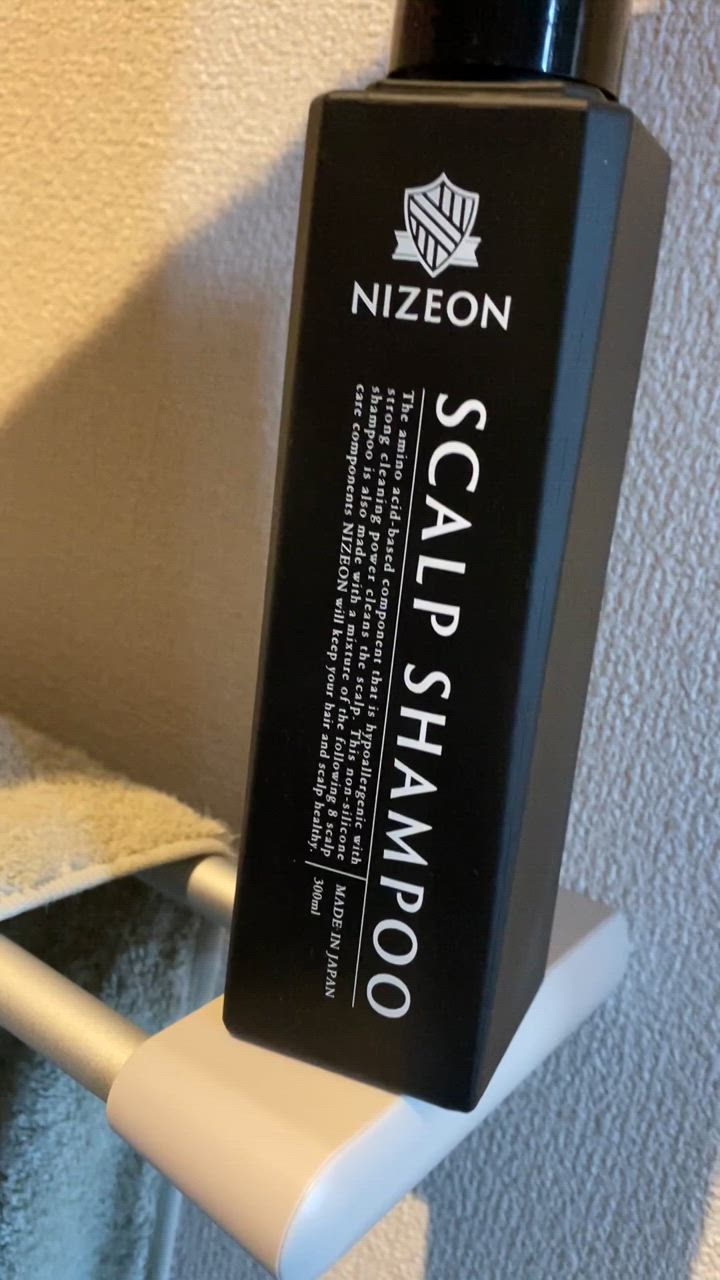 NIZEON
SCALP SHAMPOO
The amino acid-based component that is hypoallergenic with
strong cleaning power cleans the scalp. This non-silicone
shampoo is also made with a mixture of the following 8 scalp
care components NIZEON will keep your hair and scalp healthy.
MADE IN JAPAN
300ml